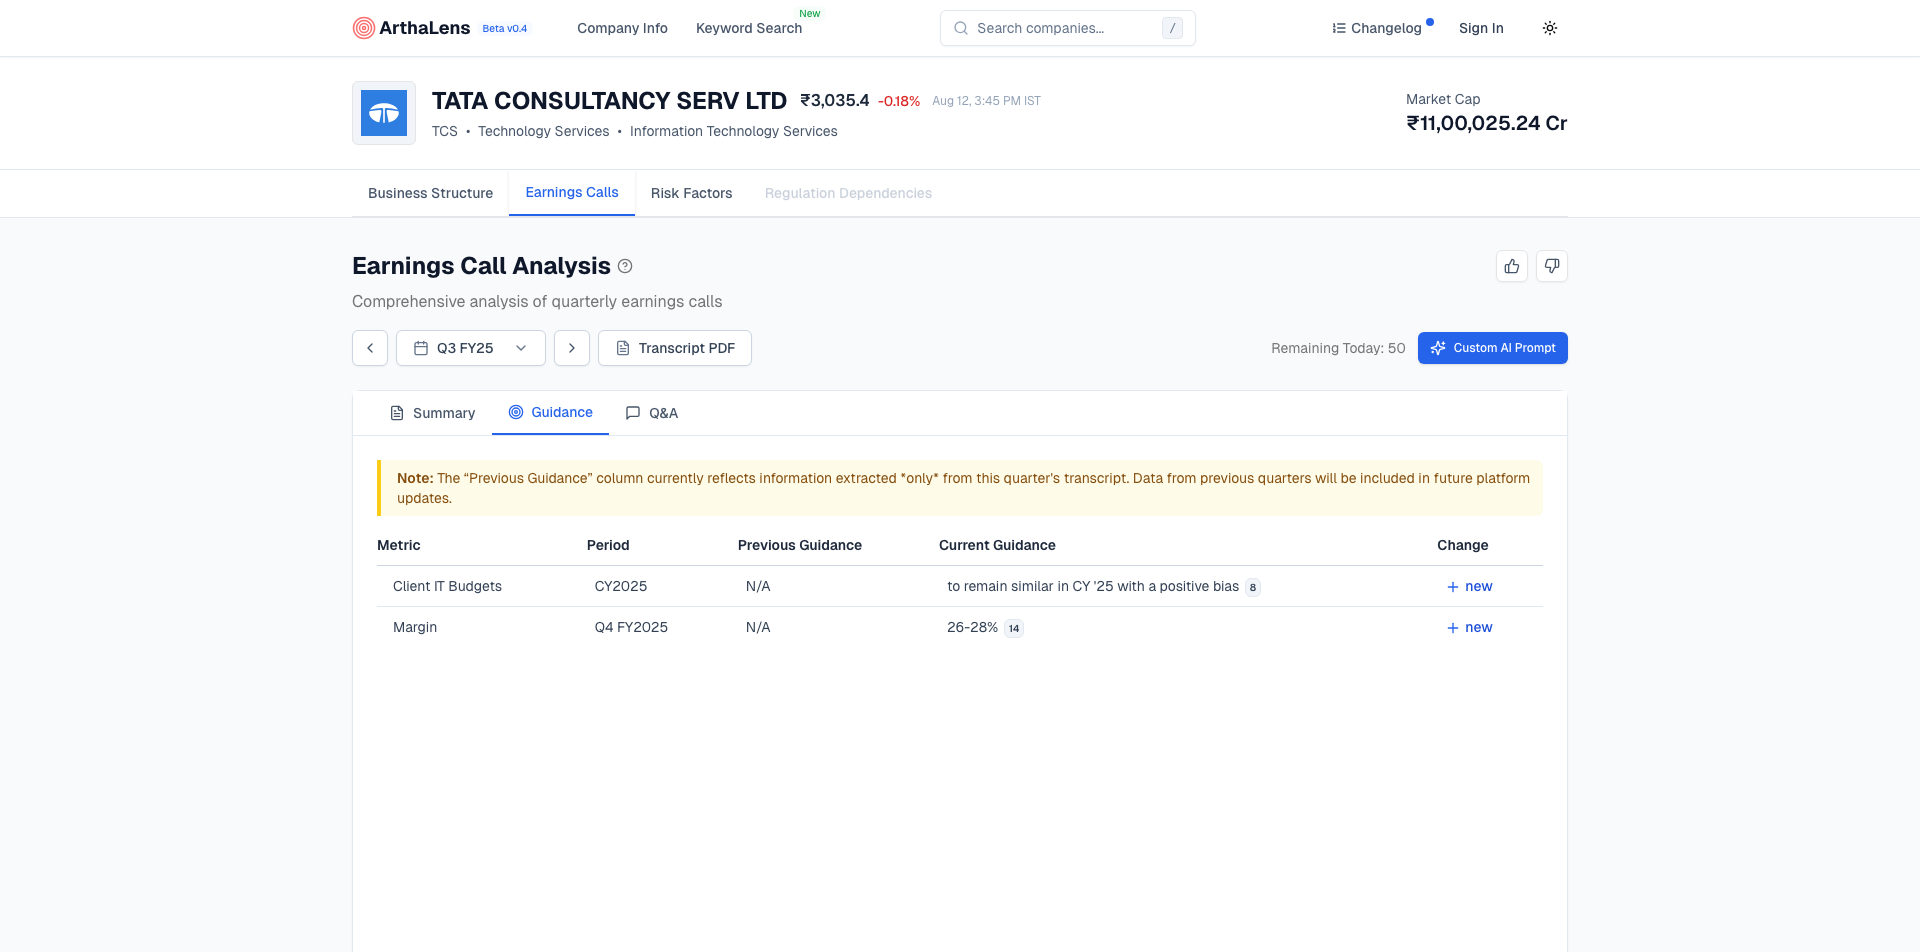 ArthaLens Beta v0.4 Company Info Keyword Search New Search companies... / Changelog Sign In
TATA CONSULTANCY SERV LTD ₹3,035.4 -0.18% Aug 12, 3:45 PM IST
TCS • Technology Services • Information Technology Services
Market Cap
₹11,00,025.24 Cr
Business Structure Earnings Calls Risk Factors Regulation Dependencies
Earnings Call Analysis
Comprehensive analysis of quarterly earnings calls
Q3 FY25 Transcript PDF Remaining Today: 50 Custom AI Prompt
Summary Guidance Q&A
Note: The “Previous Guidance” column currently reflects information extracted *only* from this quarter's transcript. Data from previous quarters will be included in future platform
updates.
Metric Period Previous Guidance Current Guidance Change
Client IT Budgets CY2025 N/A to remain similar in CY '25 with a positive bias 8 + new
Margin Q4 FY2025 N/A 26-28% 14 + new